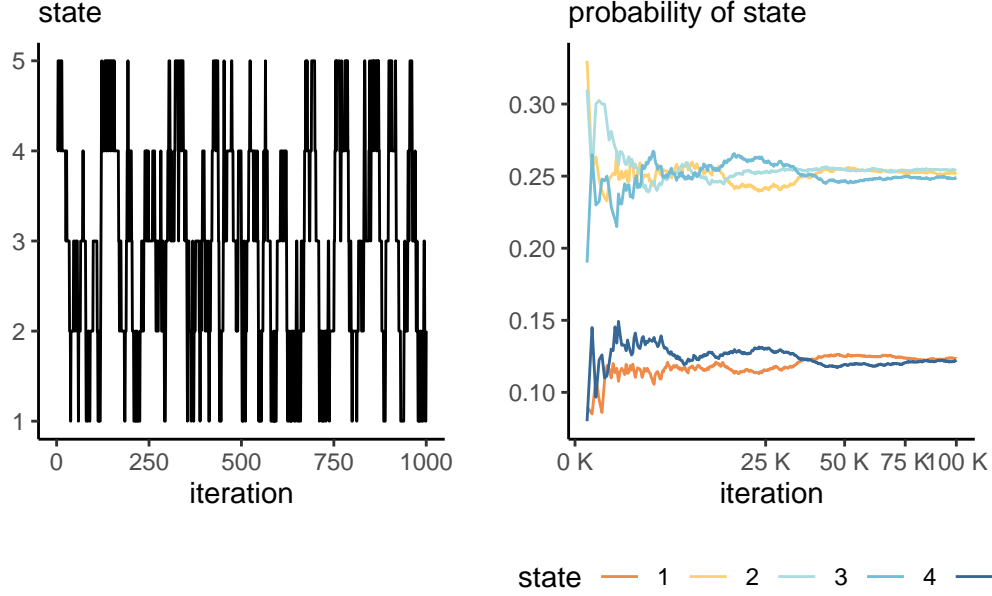 state
5
4
3
2
1
0
250
500
750
1000
iteration
probability of state
0.30
0.25
0.20
0.15
0.10
0 K
25 K
50 K
75 K
100 K
iteration
state 1 2 3 4